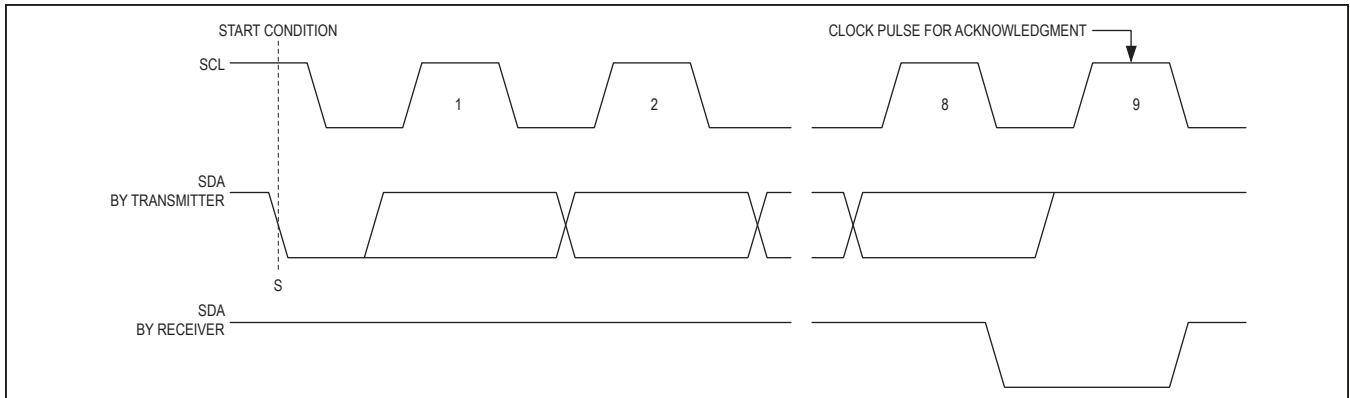 START CONDITION
CLOCK PULSE FOR ACKNOWLEDGMENT
SCL
1
2
8
9
SDA
BY TRANSMITTER
S
SDA
BY RECEIVER